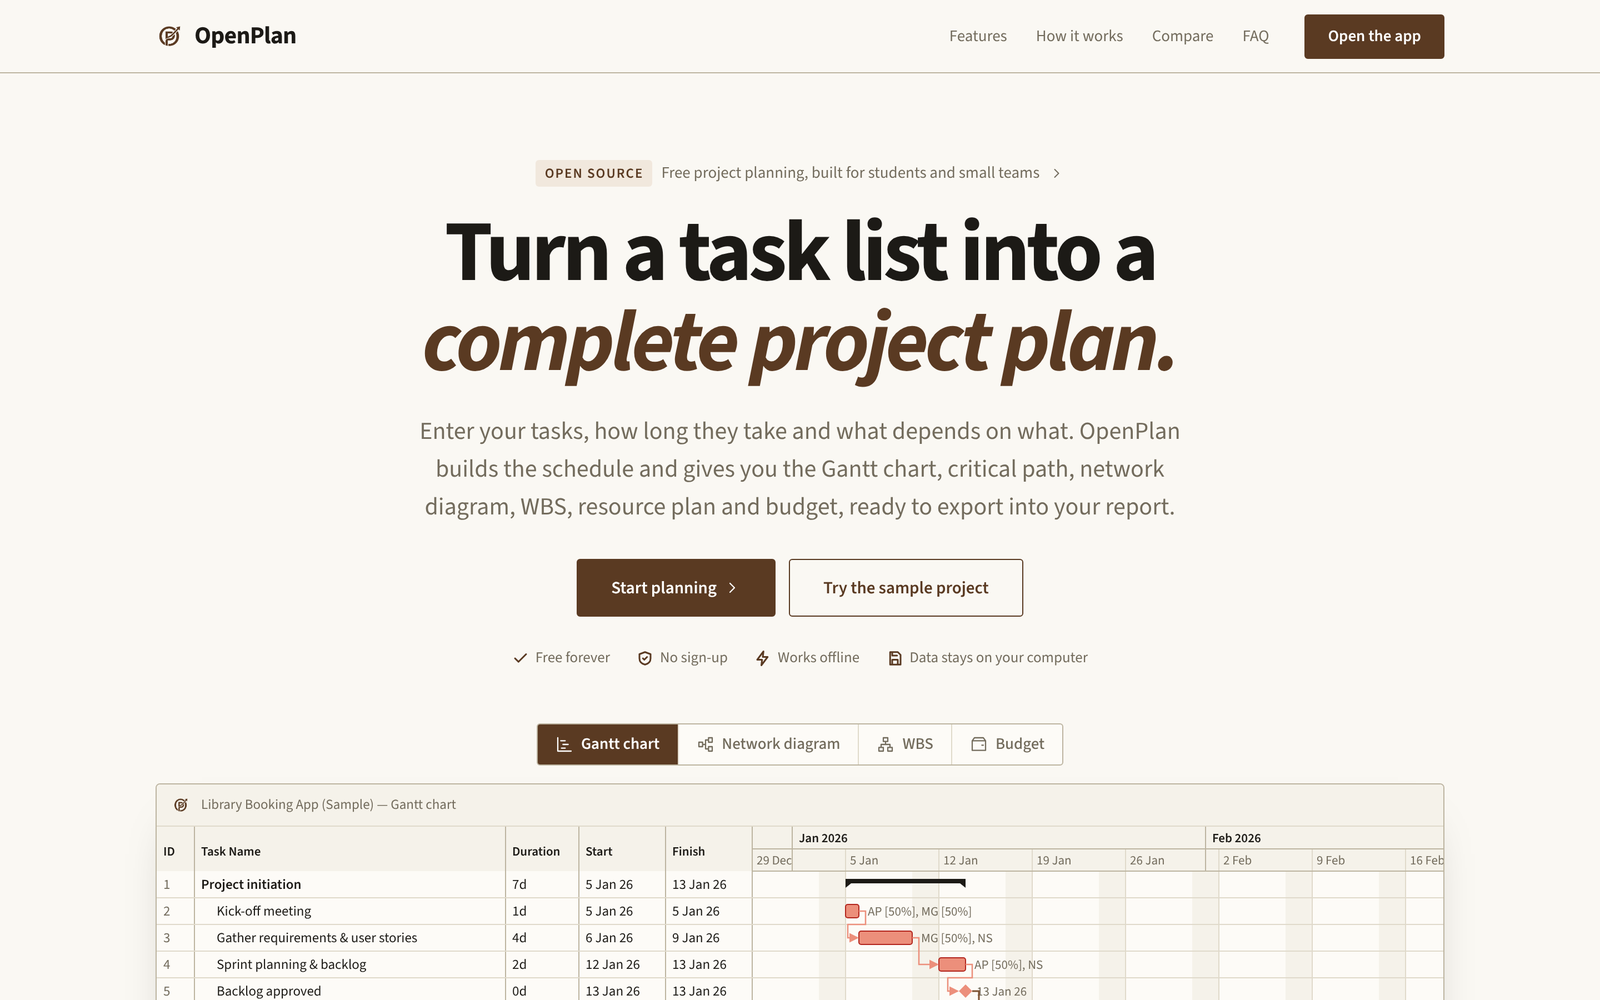 OpenPlan
Features How it works Compare FAQ Open the app
OPEN SOURCE Free project planning, built for students and small teams
Turn a task list into a
complete project plan.
Enter your tasks, how long they take and what depends on what. OpenPlan
builds the schedule and gives you the Gantt chart, critical path, network
diagram, WBS, resource plan and budget, ready to export into your report.
Start planning Try the sample project
Free forever No sign-up Works offline Data stays on your computer
Gantt chart Network diagram WBS Budget
Library Booking App (Sample) — Gantt chart
Jan 2026 Feb 2026
ID Task Name Duration Start Finish
29 Dec 5 Jan 12 Jan 19 Jan 26 Jan 2 Feb 9 Feb 16 Feb
1 Project initiation 7d 5 Jan 26 13 Jan 26
2 Kick-off meeting 1d 5 Jan 26 5 Jan 26 AP [50%], MG [50%]
3 Gather requirements & user stories 4d 6 Jan 26 9 Jan 26 MG [50%], NS
4 Sprint planning & backlog 2d 12 Jan 26 13 Jan 26 AP [50%], NS
5 Backlog approved 0d 13 Jan 26 13 Jan 26 13 Jan 26